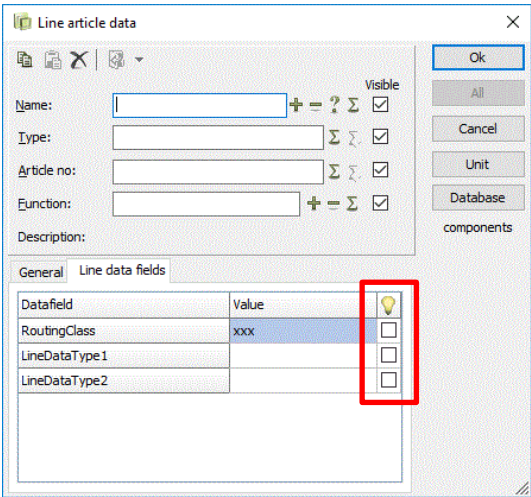 Line article data
Ok
All
Visible
Name:
Cancel
Type:
Article no:
Unit
Function:
Database
Description:
components
General Line data fields
Datafield Value
RoutingClass xxx
LineDataType1
LineDataType2